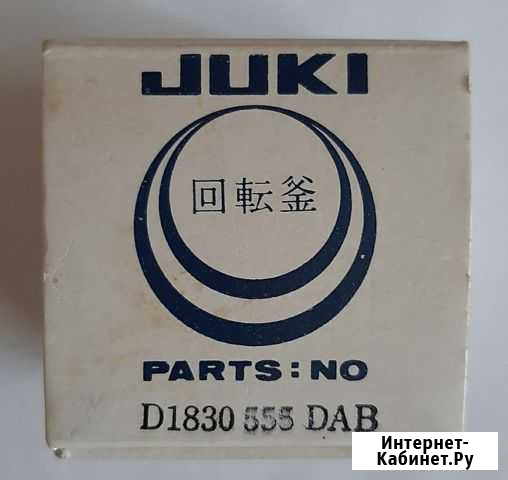 JUKI
回転釜
PARTS: NO
D1830 555 DAB
Интернет-
Кабинет.Ру